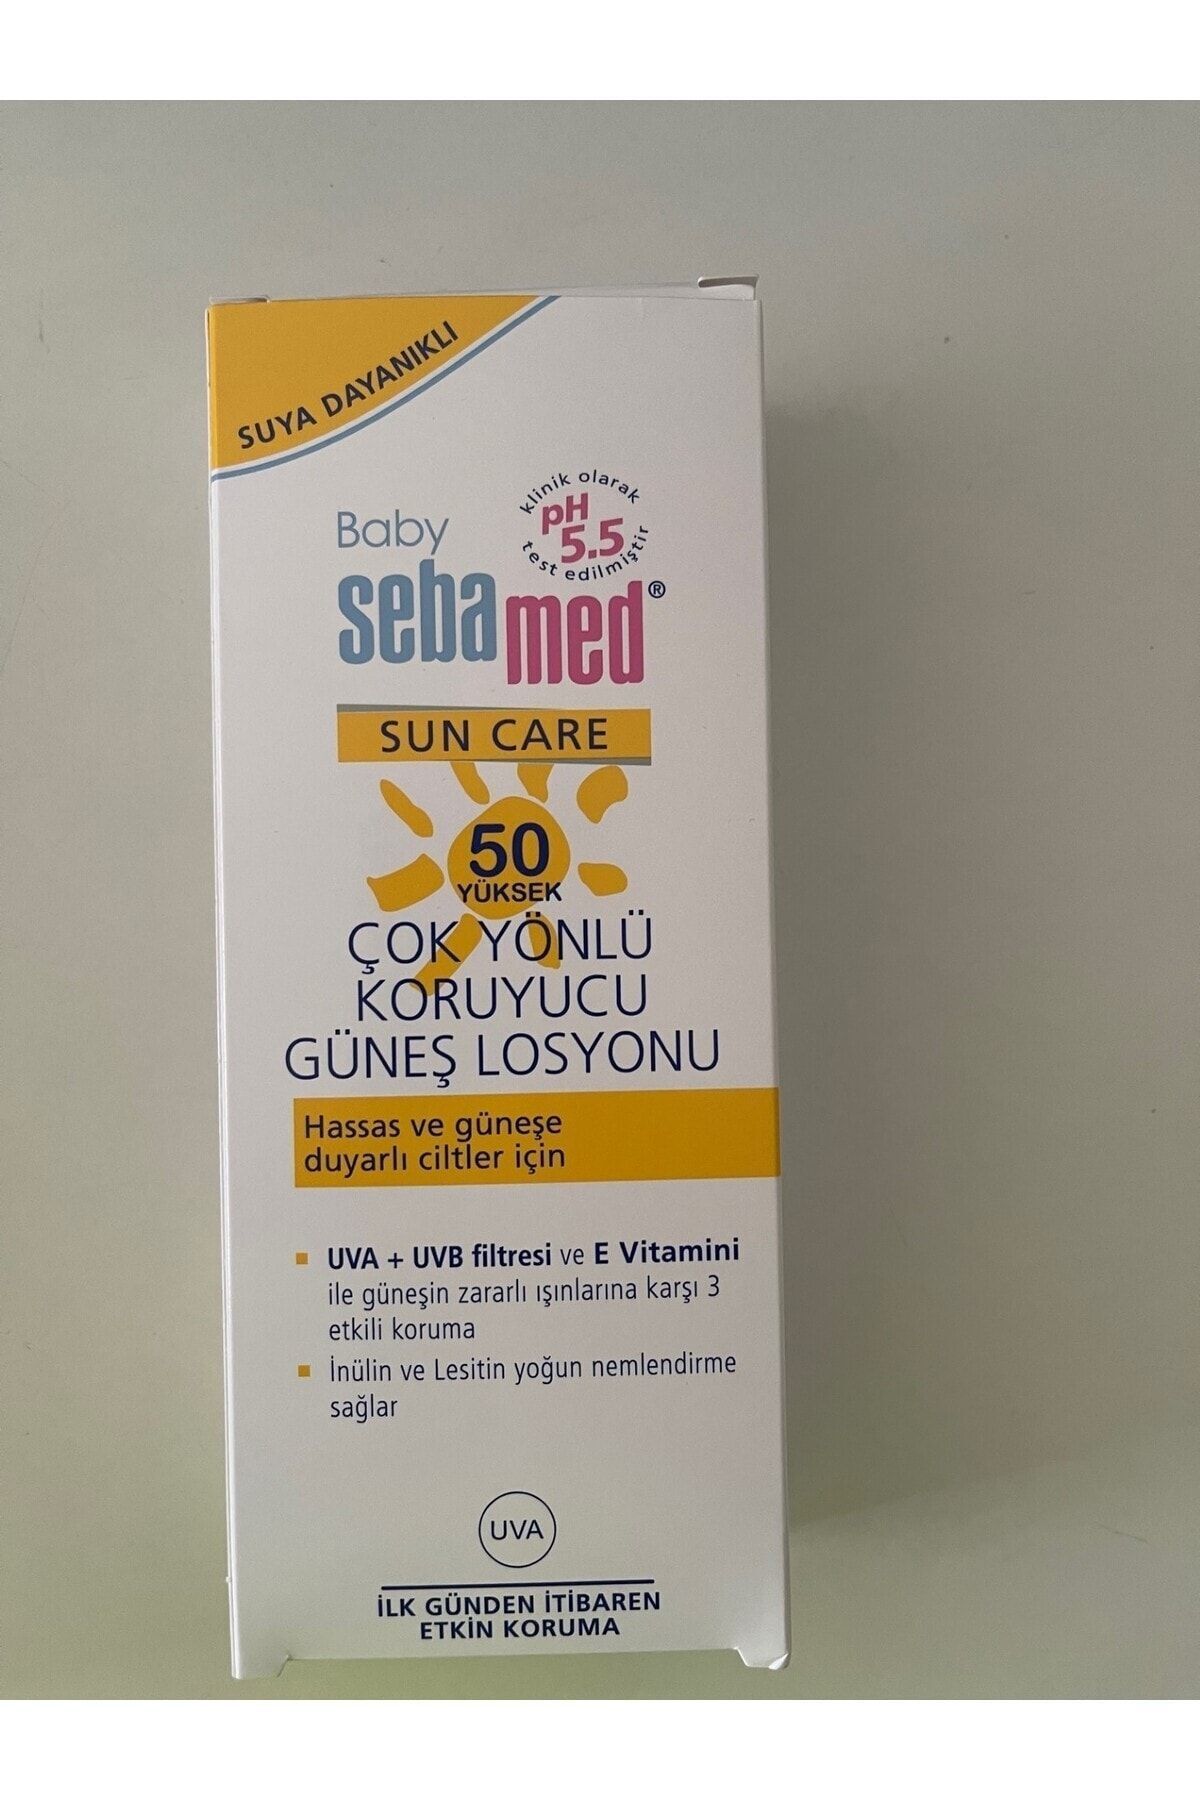 SUYA DAYANIKLI
klinik olarak
pH
5.5
test edilmiştir
Baby
sebamed®
SUN CARE
50
YÜKSEK
ÇOK YÖNLÜ
KORUYUCU
GÜNEŞ LOSYONU
Hassas ve güneşe
duyarlı ciltler için
UVA + UVB filtresi ve E Vitamini
ile güneşin zararlı ışınlarına karşı 3
etkili koruma
İnülin ve Lesitin yoğun nemlendirme
sağlar
UVA
İLK GÜNDEN İTİBAREN
ETKİN KORUMA